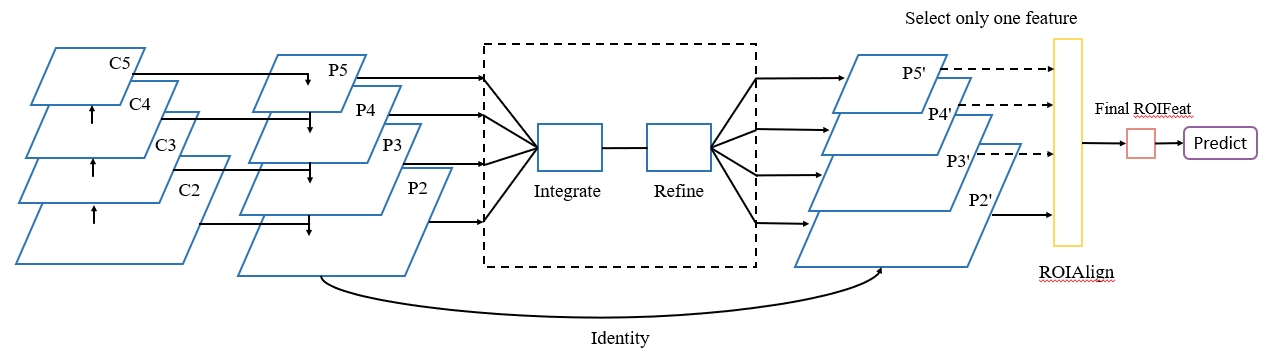 Select only one feature
C5
C4
C3
C2
P5
P4
P3
P2
Integrate
Refine
P5'
P4'
P3'
P2'
ROIAlign
Final ROIFeat
Predict
Identity